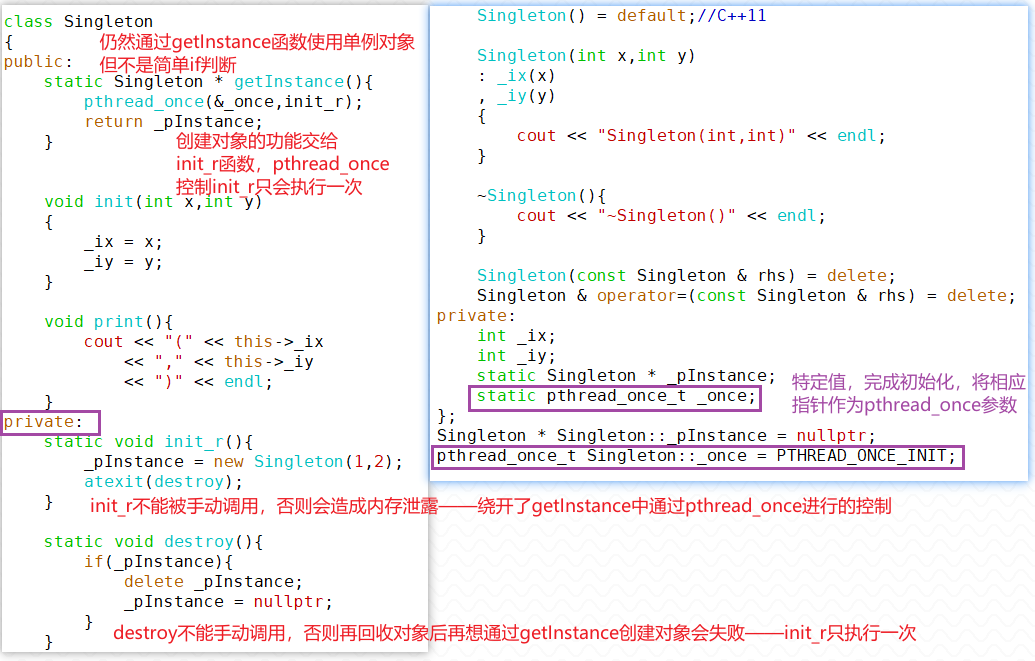 class Singleton
{
仍然通过getInstance函数使用单例对象
但不是简单if判断
public:
    static Singleton * getInstance(){
        pthread_once(&_once,init_r);
        return _pInstance;
    }
创建对象的功能交给
init_r函数，pthread_once
控制init_r只会执行一次
    void init(int x,int y)
    {
        _ix = x;
        _iy = y;
    }
    void print(){
        cout << "(" << this->_ix
            << "," << this->_iy
            << ")" << endl;
    }
private:
    static void init_r(){
        _pInstance = new Singleton(1,2);
        atexit(destroy);
    }
init_r不能被手动调用，否则会造成内存泄露——绕开了getInstance中通过pthread_once进行的控制
    static void destroy(){
        if(_pInstance){
            delete _pInstance;
            _pInstance = nullptr;
        }
    }
destroy不能手动调用，否则再回收对象后再想通过getInstance创建对象会失败——init_r只执行一次
    Singleton() = default;//C++11
    Singleton(int x,int y)
    : _ix(x)
    , _iy(y)
    {
        cout << "Singleton(int,int)" << endl;
    }
    ~Singleton(){
        cout << "~Singleton()" << endl;
    }
    Singleton(const Singleton & rhs) = delete;
    Singleton & operator=(const Singleton & rhs) = delete;
private:
    int _ix;
    int _iy;
    static Singleton * _pInstance;
    static pthread_once_t _once;
特定值，完成初始化，将相应
指针作为pthread_once参数
};
Singleton * Singleton::_pInstance = nullptr;
pthread_once_t Singleton::_once = PTHREAD_ONCE_INIT;